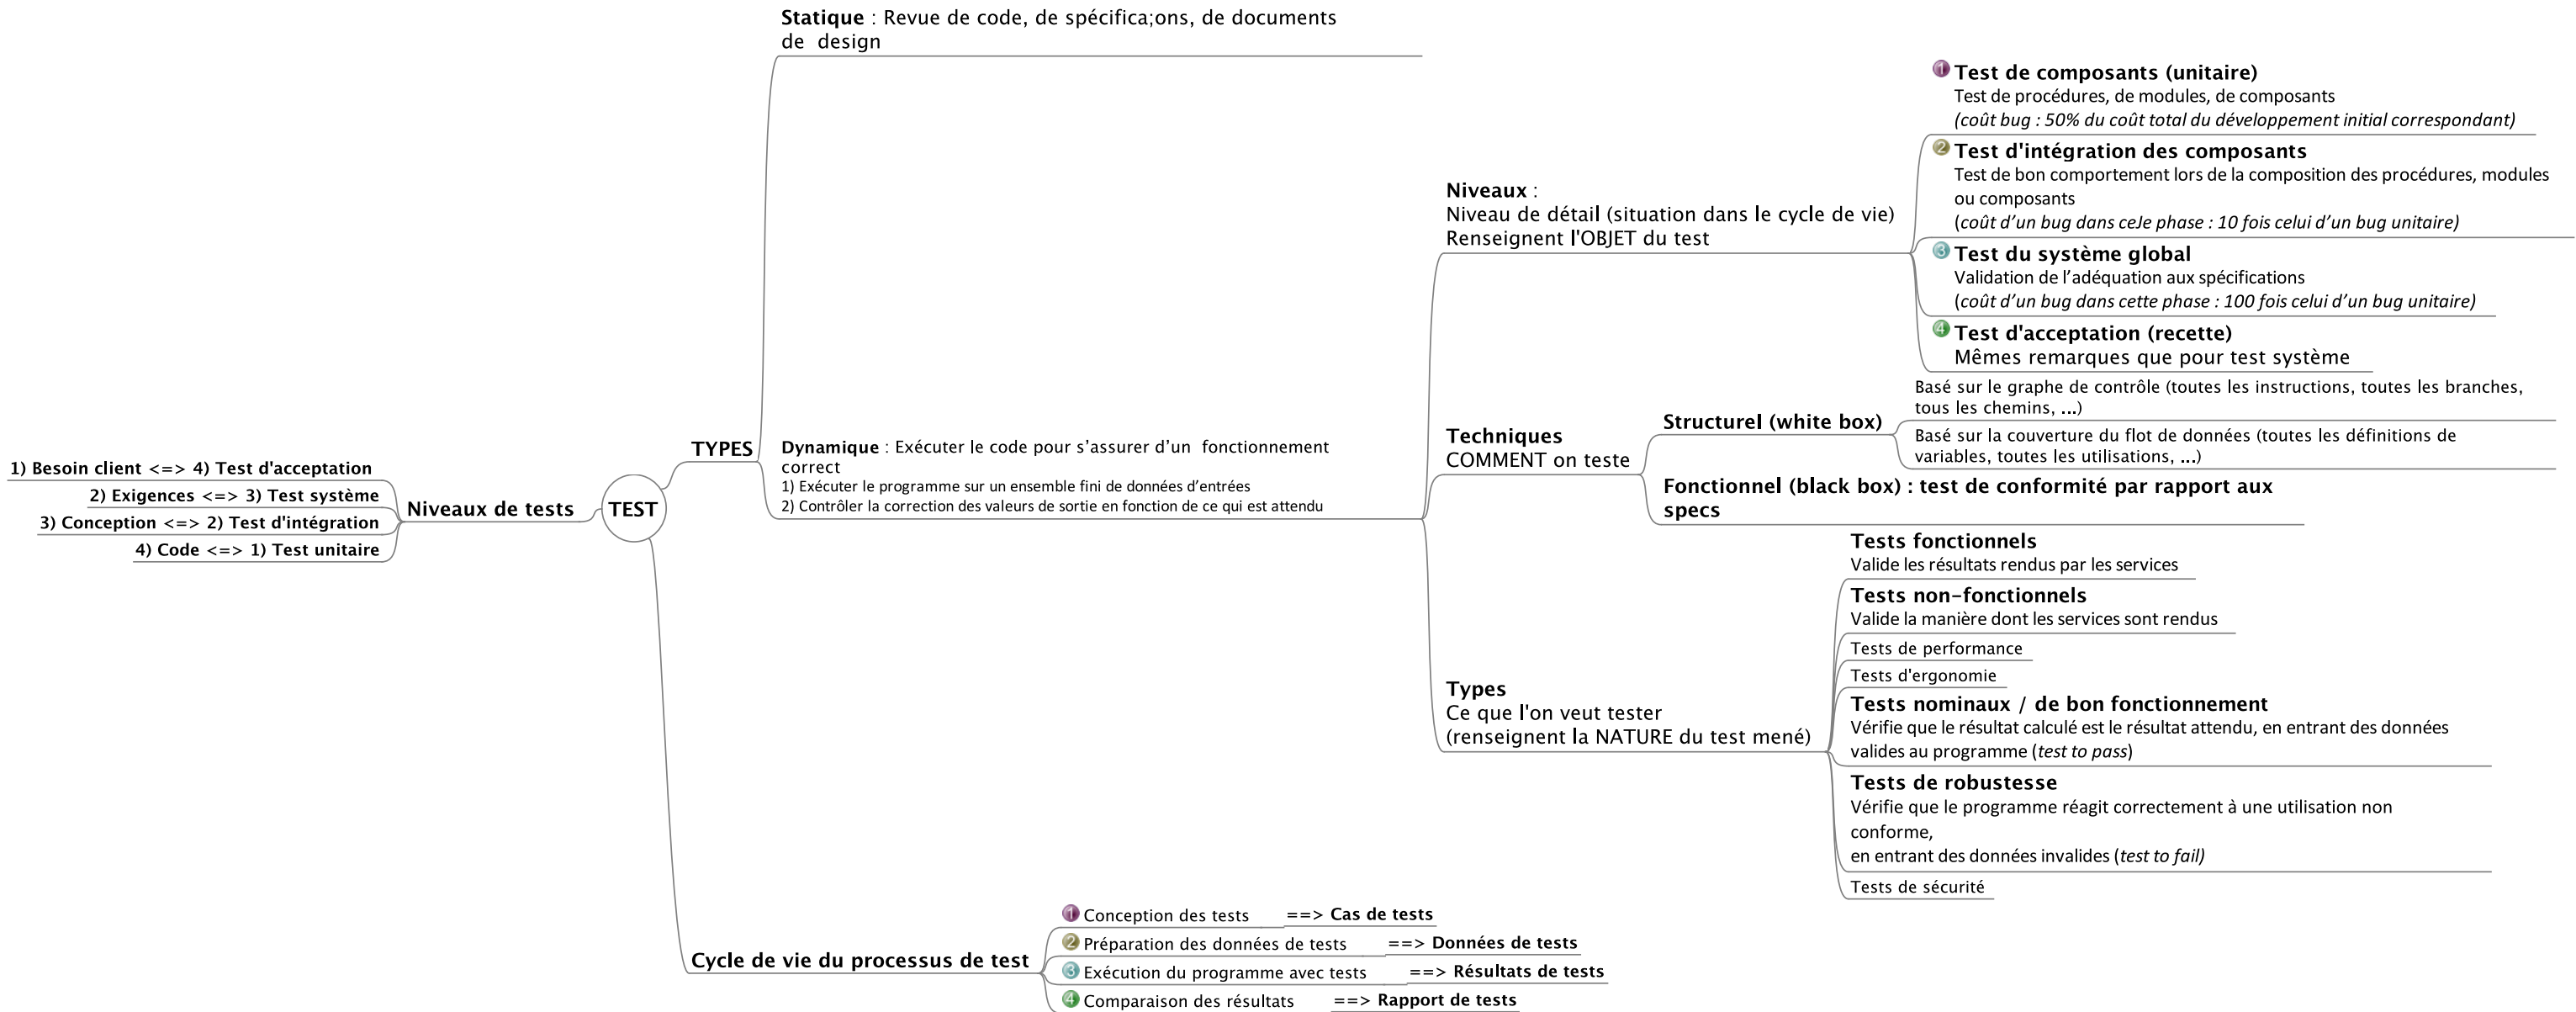 Statique : Revue de code, de spécifica;ons, de documents
de  design
Test de composants (unitaire)
Test de procédures, de modules, de composants
(coût bug : 50% du coût total du développement initial correspondant)
Test d'intégration des composants
Test de bon comportement lors de la composition des procédures, modules
ou composants
(coût d’un bug dans ceJe phase : 10 fois celui d’un bug unitaire)
Test du système global
Validation de l’adéquation aux spécifications
(coût d’un bug dans cette phase : 100 fois celui d’un bug unitaire)
Test d'acceptation (recette)
Mêmes remarques que pour test système
Niveaux :
Niveau de détail (situation dans le cycle de vie)
Renseignent l'OBJET du test
Basé sur le graphe de contrôle (toutes les instructions, toutes les branches,
tous les chemins, ...)
Basé sur la couverture du flot de données (toutes les définitions de
variables, toutes les utilisations, ...)
Structurel (white box)
Techniques
COMMENT on teste
Fonctionnel (black box) : test de conformité par rapport aux
specs
TYPES
Dynamique : Exécuter le code pour s’assurer d’un  fonctionnement
correct
1) Exécuter le programme sur un ensemble fini de données d’entrées
2) Contrôler la correction des valeurs de sortie en fonction de ce qui est attendu
1) Besoin client <=> 4) Test d'acceptation
2) Exigences <=> 3) Test système
3) Conception <=> 2) Test d'intégration
4) Code <=> 1) Test unitaire
Niveaux de tests
TEST
Tests fonctionnels
Valide les résultats rendus par les services
Tests non-fonctionnels
Valide la manière dont les services sont rendus
Tests de performance
Tests d'ergonomie
Types
Ce que l'on veut tester
(renseignent la NATURE du test mené)
Tests nominaux / de bon fonctionnement
Vérifie que le résultat calculé est le résultat attendu, en entrant des données
valides au programme (test to pass)
Tests de robustesse
Vérifie que le programme réagit correctement à une utilisation non
conforme,
en entrant des données invalides (test to fail)
Tests de sécurité
Cycle de vie du processus de test
1 Conception des tests ==> Cas de tests
2 Préparation des données de tests ==> Données de tests
3 Exécution du programme avec tests ==> Résultats de tests
4 Comparaison des résultats ==> Rapport de tests